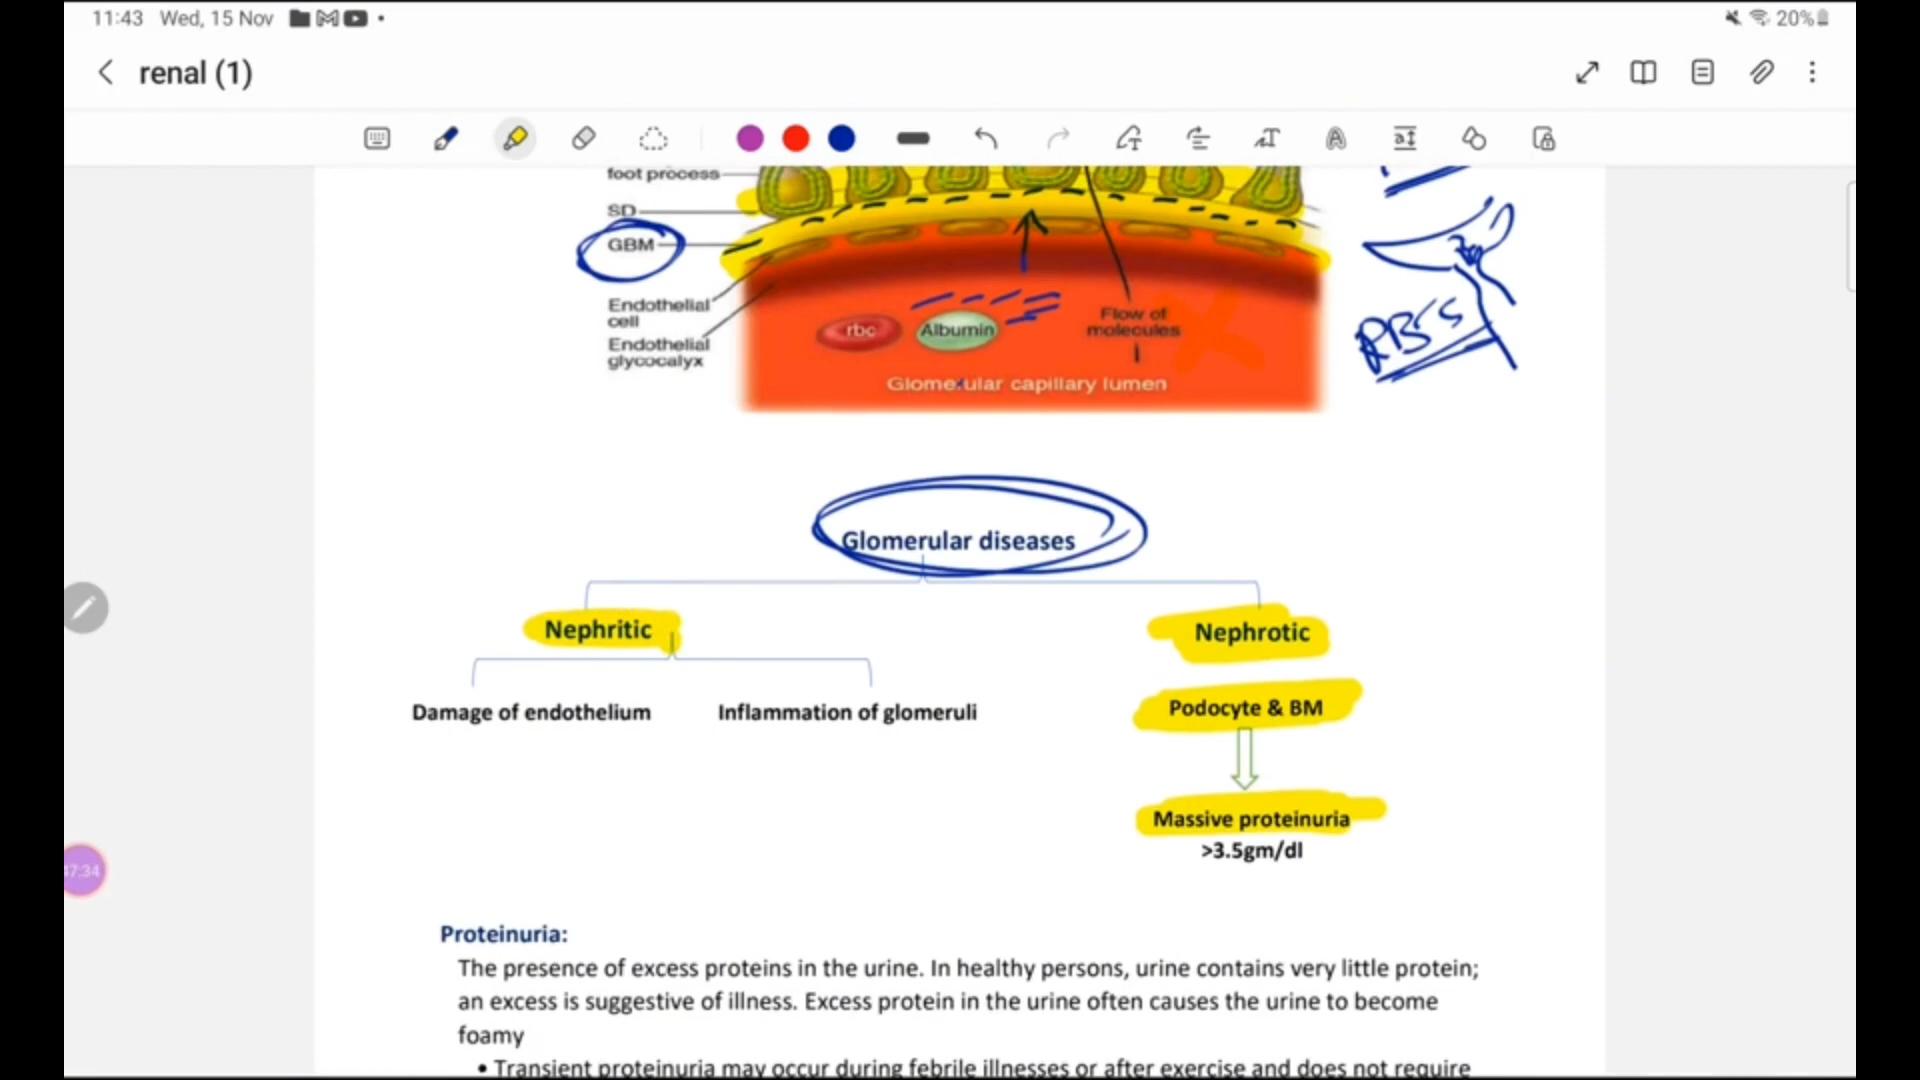 11:43 Wed, 15 Nov
20%
renal (1)
foot process
SD
GBM
Endothelial
cell
Endothelial
glycocalyx
rbc
Albumin
Flow of
molecules
Glomerular capillary lumen
RBCs
Glomerular diseases
Nephritic
Nephrotic
Damage of endothelium
Inflammation of glomeruli
Podocyte & BM
Massive proteinuria
>3.5gm/dl
47:34
Proteinuria:
The presence of excess proteins in the urine. In healthy persons, urine contains very little protein;
an excess is suggestive of illness. Excess protein in the urine often causes the urine to become
foamy
• Transient proteinuria may occur during febrile illnesses or after exercise and does not require